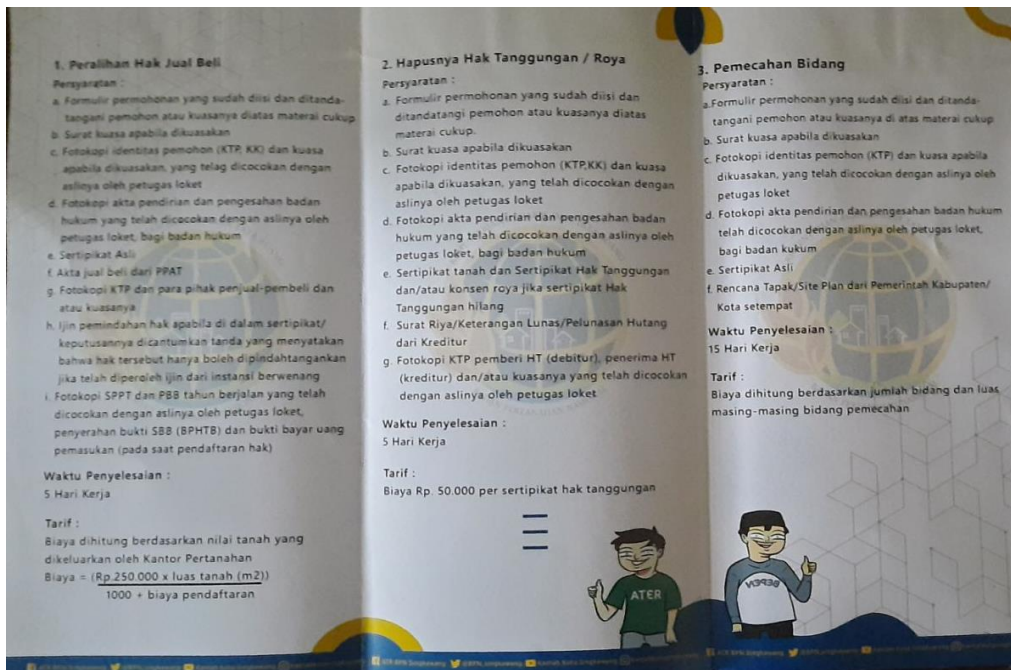 1. Peralihan Hak Jual Beli
Persyaratan :
a. Formulir permohonan yang sudah diisi dan ditanda-
tangani pemohon atau kuasanya diatas materai cukup
b. Surat kuasa apabila dikuasakan
c. Fotokopi identitas pemohon (KTP, KK) dan kuasa
apabila dikuasakan, yang telag dicocokan dengan
aslinya oleh petugas loket
d. Fotokopi akta pendirian dan pengesahan badan
hukum yang telah dicocokan dengan aslinya oleh
petugas loket, bagi badan hukum
e. Sertipikat Asli
f. Akta jual beli dari PPAT
g. Fotokopi KTP dan para pihak penjual-pembeli dan
atau kuasanya
h. Ijin pemindahan hak apabila di dalam sertipikat/
keputusannya dicantumkan tanda yang menyatakan
bahwa hak tersebut hanya boleh dipindahtangankan
jika telah diperoleh ijin dari instansi berwenang
i. Fotokopi SPPT dan PBB tahun berjalan yang telah
dicocokan dengan aslinya oleh petugas loket,
penyerahan bukti SBB (BPHTB) dan bukti bayar uang
pemasukan (pada saat pendaftaran hak)
Waktu Penyelesaian :
5 Hari Kerja
Tarif :
Biaya dihitung berdasarkan nilai tanah yang
dikeluarkan oleh Kantor Pertanahan
Biaya = (Rp.250.000 x luas tanah (m2))
1000 + biaya pendaftaran
2. Hapusnya Hak Tanggungan / Roya
Persyaratan :
a. Formulir permohonan yang sudah diisi dan
ditandatangi pemohon atau kuasanya diatas
materai cukup.
b. Surat kuasa apabila dikuasakan
c. Fotokopi identitas pemohon (KTP,KK) dan kuasa
apabila dikuasakan, yang telah dicocokan dengan
aslinya oleh petugas loket
d. Fotokopi akta pendirian dan pengesahan badan
hukum yang telah dicocokan dengan aslinya oleh
petugas loket, bagi badan hukum
e. Sertipikat tanah dan Sertipikat Hak Tanggungan
dan/atau konsen roya jika sertipikat Hak
Tanggungan hilang
f. Surat Riya/Keterangan Lunas/Pelunasan Hutang
dari Kreditur
g. Fotokopi KTP pemberi HT (debitur), penerima HT
(kreditur) dan/atau kuasanya yang telah dicocokan
dengan aslinya oleh petugas loket
Waktu Penyelesaian :
5 Hari Kerja
Tarif :
Biaya Rp. 50.000 per sertipikat hak tanggungan
ATER
3. Pemecahan Bidang
Persyaratan :
a.Formulir permohonan yang sudah diisi dan ditanda-
tangani pemohon atau kuasanya di atas materai cukup
b. Surat kuasa apabila dikuasakan
c. Fotokopi identitas pemohon (KTP) dan kuasa apabila
dikuasakan, yang telah dicocokan dengan aslinya oleh
petugas loket
d. Fotokopi akta pendirian dan pengesahan badan hukum
telah dicocokan dengan aslinya oleh petugas loket,
bagi badan kukum
e. Sertipikat Asli
f. Rencana Tapak/Site Plan dari Pemerintah Kabupaten/
Kota setempat
Waktu Penyelesaian :
15 Hari Kerja
Tarif :
Biaya dihitung berdasarkan jumlah bidang dan luas
masing-masing bidang pemecahan